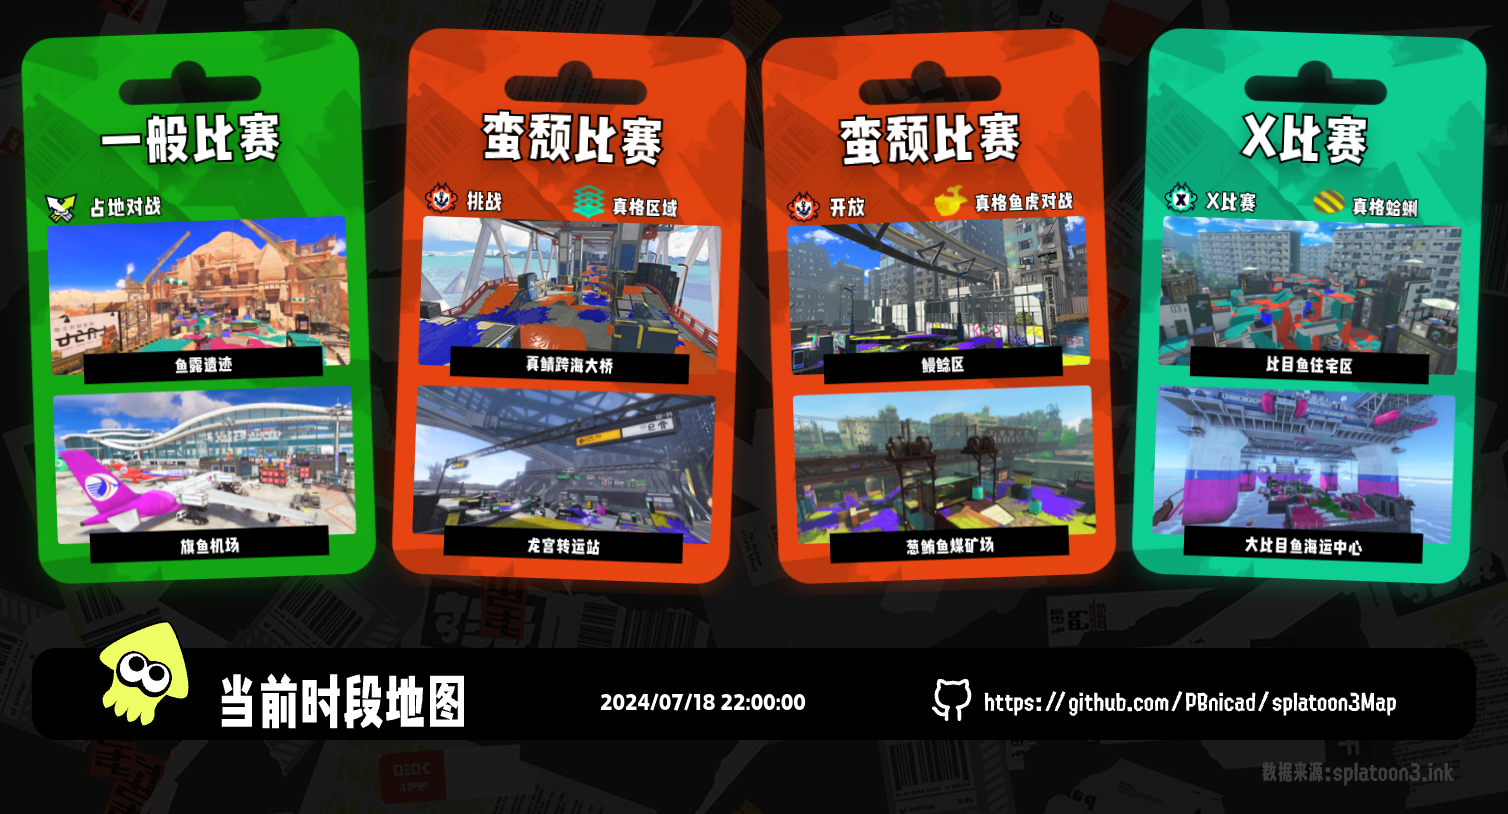 一般比赛
占地对战
鱼露遗迹
旗鱼机场
蛮颓比赛
挑战
真格区域
真鲭跨海大桥
龙宫转运站
蛮颓比赛
开放
真格鱼虎对战
鳗鲶区
葱鲔鱼煤矿场
X比赛
X比赛
真格蛤蜊
比目鱼住宅区
大比目鱼海运中心
当前时段地图
2024/07/18 22:00:00
https://github.com/PBnicad/splatoon3Map
数据来源:splatoon3.ink